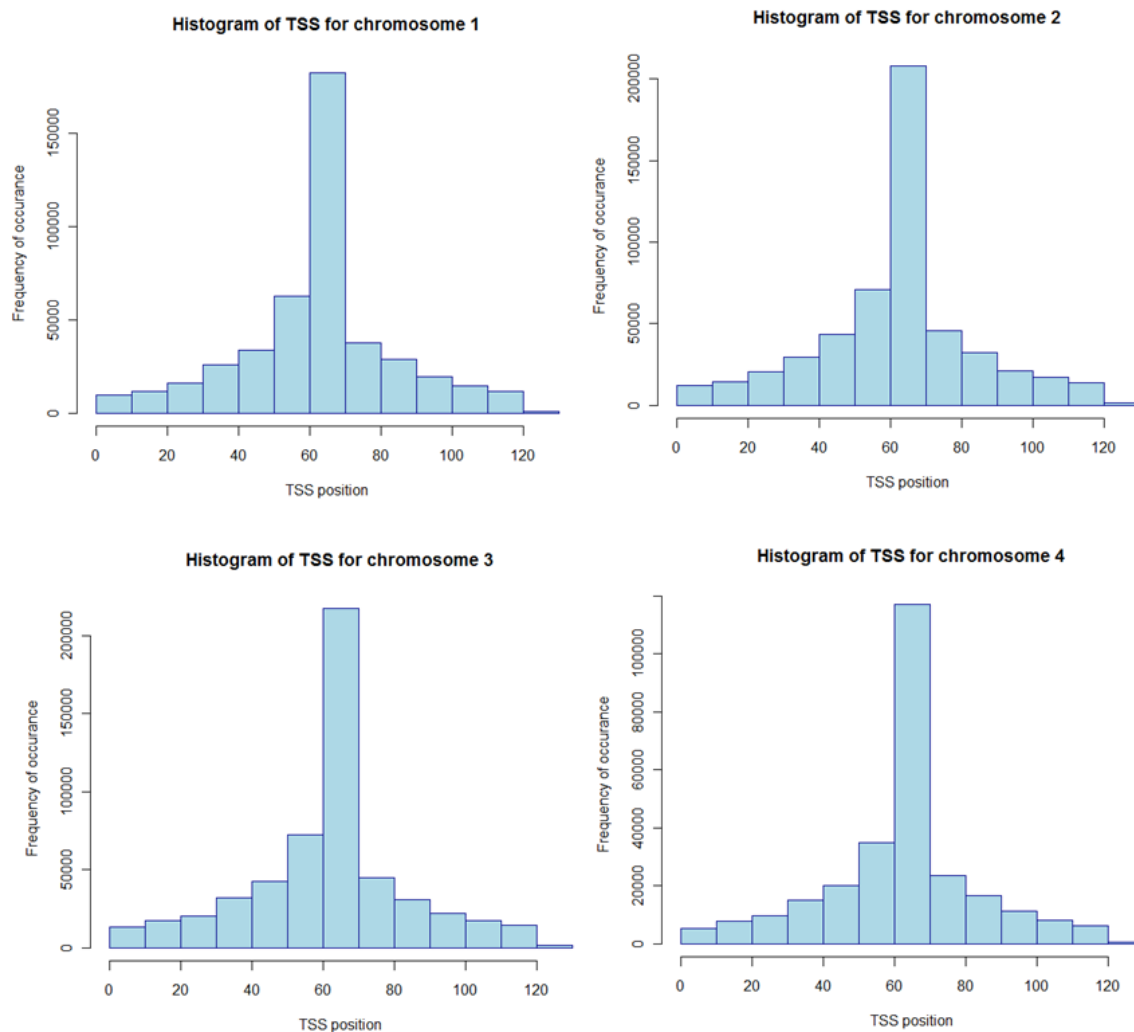 Histogram of TSS for chromosome 1
Frequency of occurance
0 50000 100000 150000
0 20 40 60 80 100 120
TSS position
Histogram of TSS for chromosome 2
Frequency of occurance
0 50000 100000 150000 200000
0 20 40 60 80 100 120
TSS position
Histogram of TSS for chromosome 3
Frequency of occurance
0 50000 100000 150000 200000
0 20 40 60 80 100 120
TSS position
Histogram of TSS for chromosome 4
Frequency of occurance
0 20000 40000 60000 80000 100000
0 20 40 60 80 100 120
TSS position